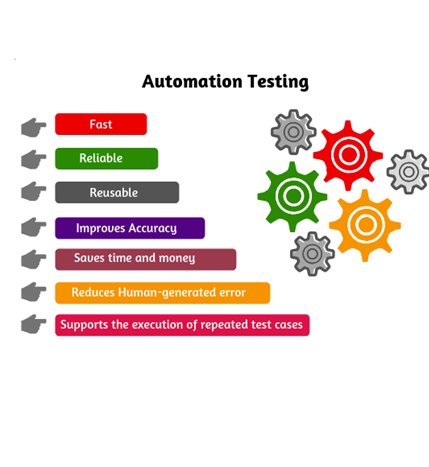 Automation Testing
Fast
Reliable
Reusable
Improves Accuracy
Saves time and money
Reduces Human-generated error
Supports the execution of repeated test cases